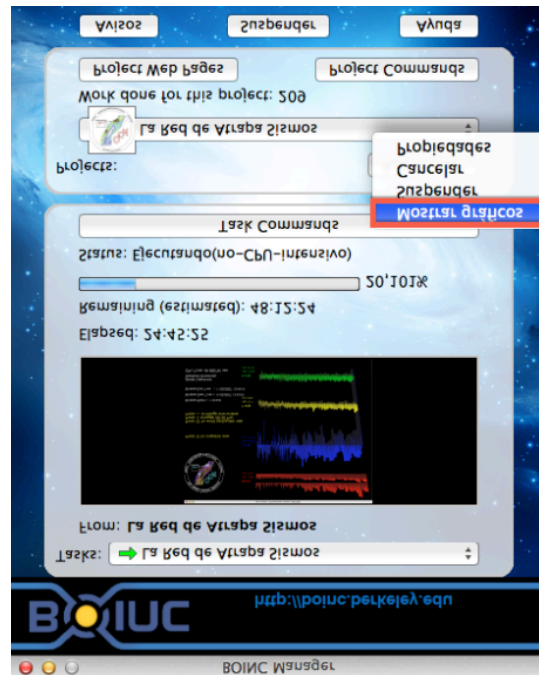 BOINC Manager
BOINC
http://boinc.berkeley.edu
Tasks: La Red de Atrapa Sismos
From: La Red de Atrapa Sismos
Elapsed: 24:45:25
Remaining (estimated): 48:12:24
20,101%
Status: Ejecutando(no-CPU-intensivo)
Task Commands
Mostrar gráficos
Suspender
Cancelar
Propiedades
Projects:
La Red de Atrapa Sismos
Work done for this project: 209
Project Web Pages
Project Commands
Avisos
Suspender
Ayuda